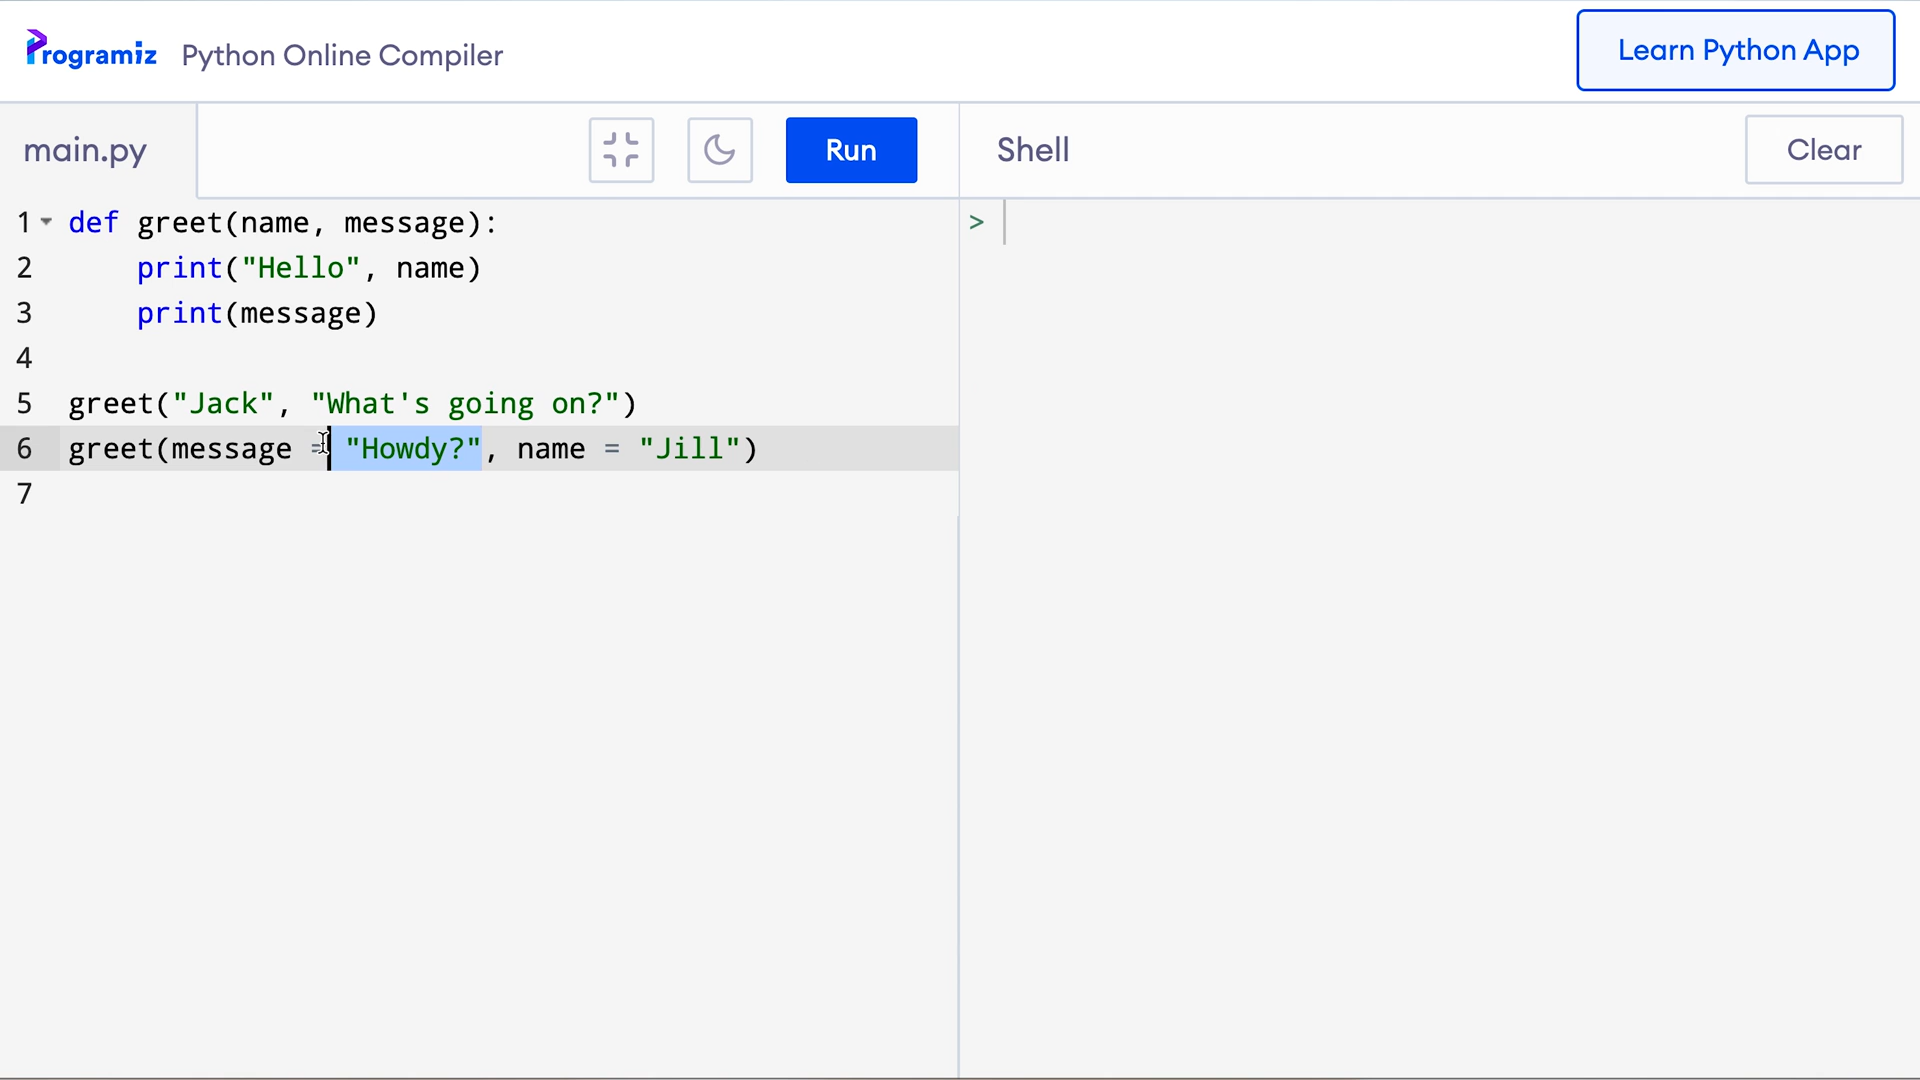 Programiz Python Online Compiler
Learn Python App
main.py
Run
Shell
Clear
1 def greet(name, message):
2 print("Hello", name)
3 print(message)
4
5 greet("Jack", "What's going on?")
6 greet(message = "Howdy?", name = "Jill")
7
>